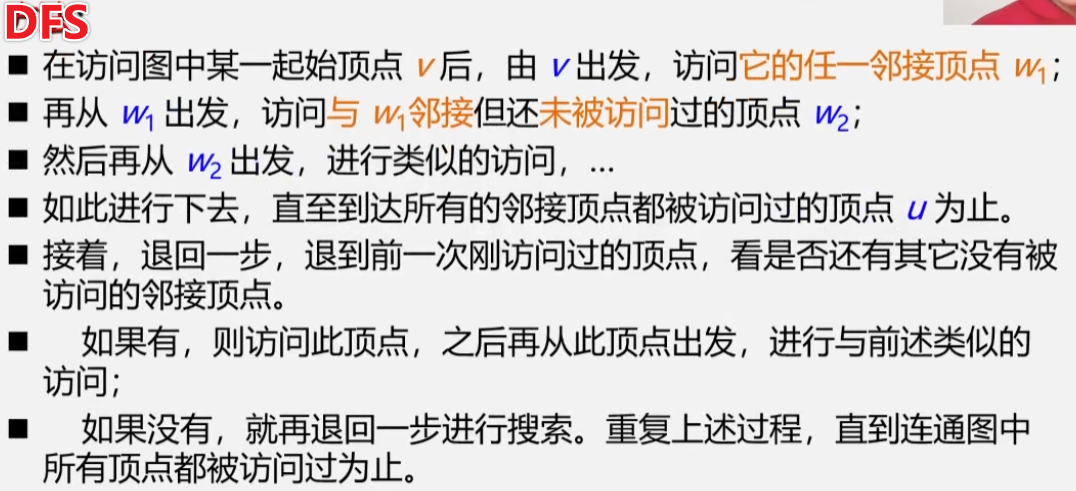 DFS
■ 在访问图中某一起始顶点 v 后，由 v 出发，访问它的任一邻接顶点 w₁；
■ 再从 w₁ 出发，访问与 w₁邻接但还未被访问过的顶点 w₂；
■ 然后再从 w₂ 出发，进行类似的访问，…
■ 如此进行下去，直至到达所有的邻接顶点都被访问过的顶点 u 为止。
■ 接着，退回一步，退到前一次刚访问过的顶点，看是否还有其它没有被
访问的邻接顶点。
■ 如果有，则访问此顶点，之后再从此顶点出发，进行与前述类似的
访问；
■ 如果没有，就再退回一步进行搜索。重复上述过程，直到连通图中
所有顶点都被访问过为止。